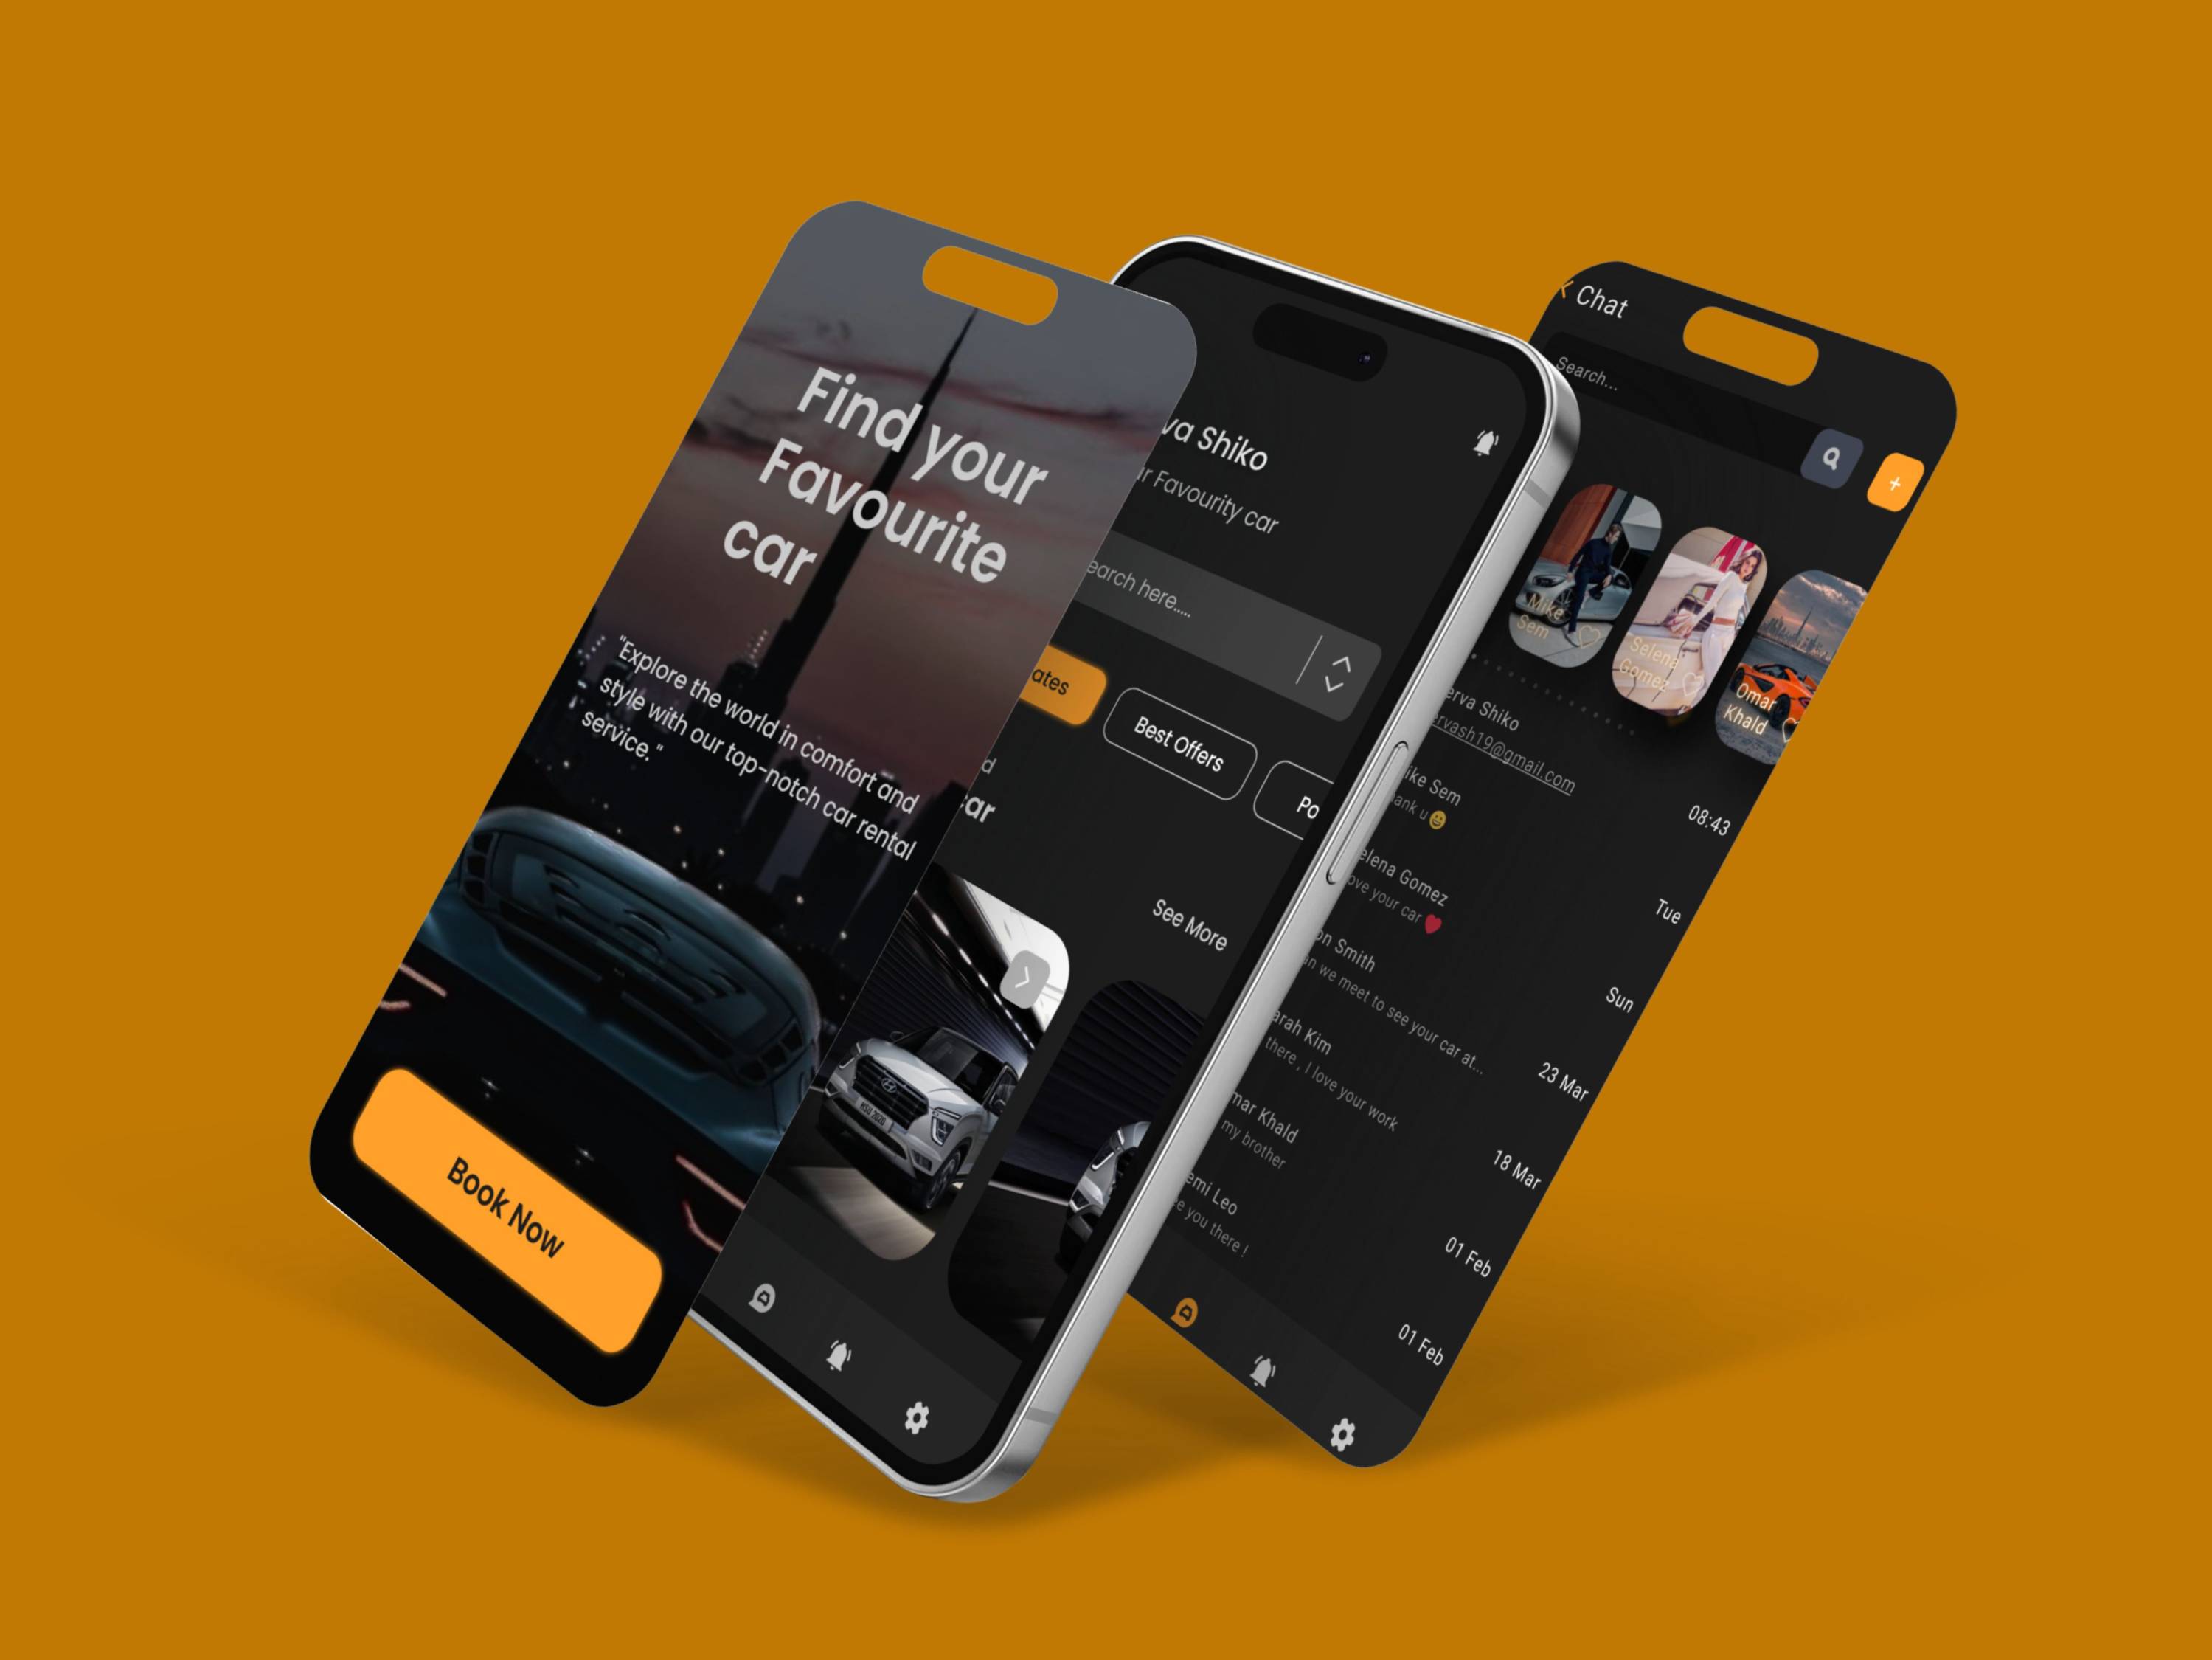 Find your
Favourite
car
"Explore the world in comfort and
style with our top-notch car rental
service."
Book Now
va Shiko
ur Favourity car
earch here.....
ates
Best Offers
Po
d
ar
See More
Chat
Search...
Mike
Sem
Selena
Gomez
Omar
Khald
erva Shiko
ervash19@gmail.com
08:43
ike Sem
ank u 😀
Tue
elena Gomez
ove your car ❤️
Sun
on Smith
an we meet to see your car at...
23 Mar
arah Kim
there , I love your work
18 Mar
mar Khald
my brother
01 Feb
emi Leo
ee you there !
01 Feb